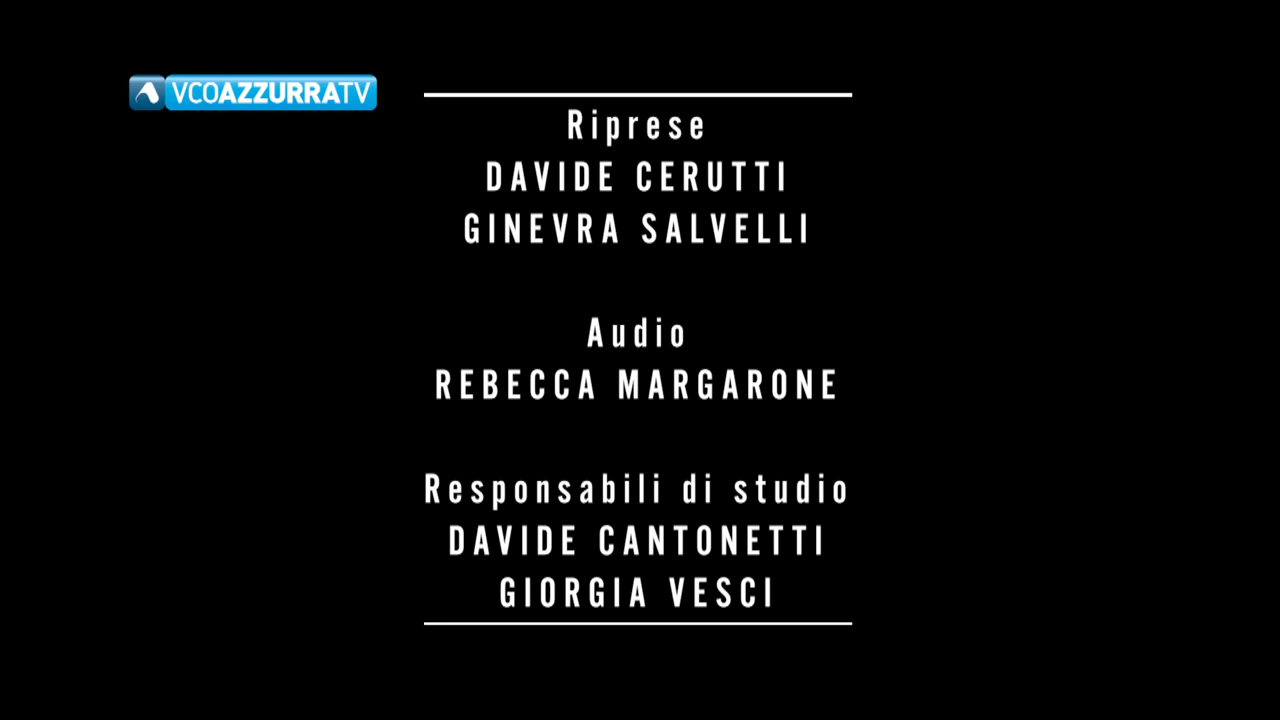 VCOAZZURRATV
Riprese
DAVIDE CERUTTI
GINEVRA SALVELLI
Audio
REBECCA MARGARONE
Responsabili di studio
DAVIDE CANTONETTI
GIORGIA VESCI